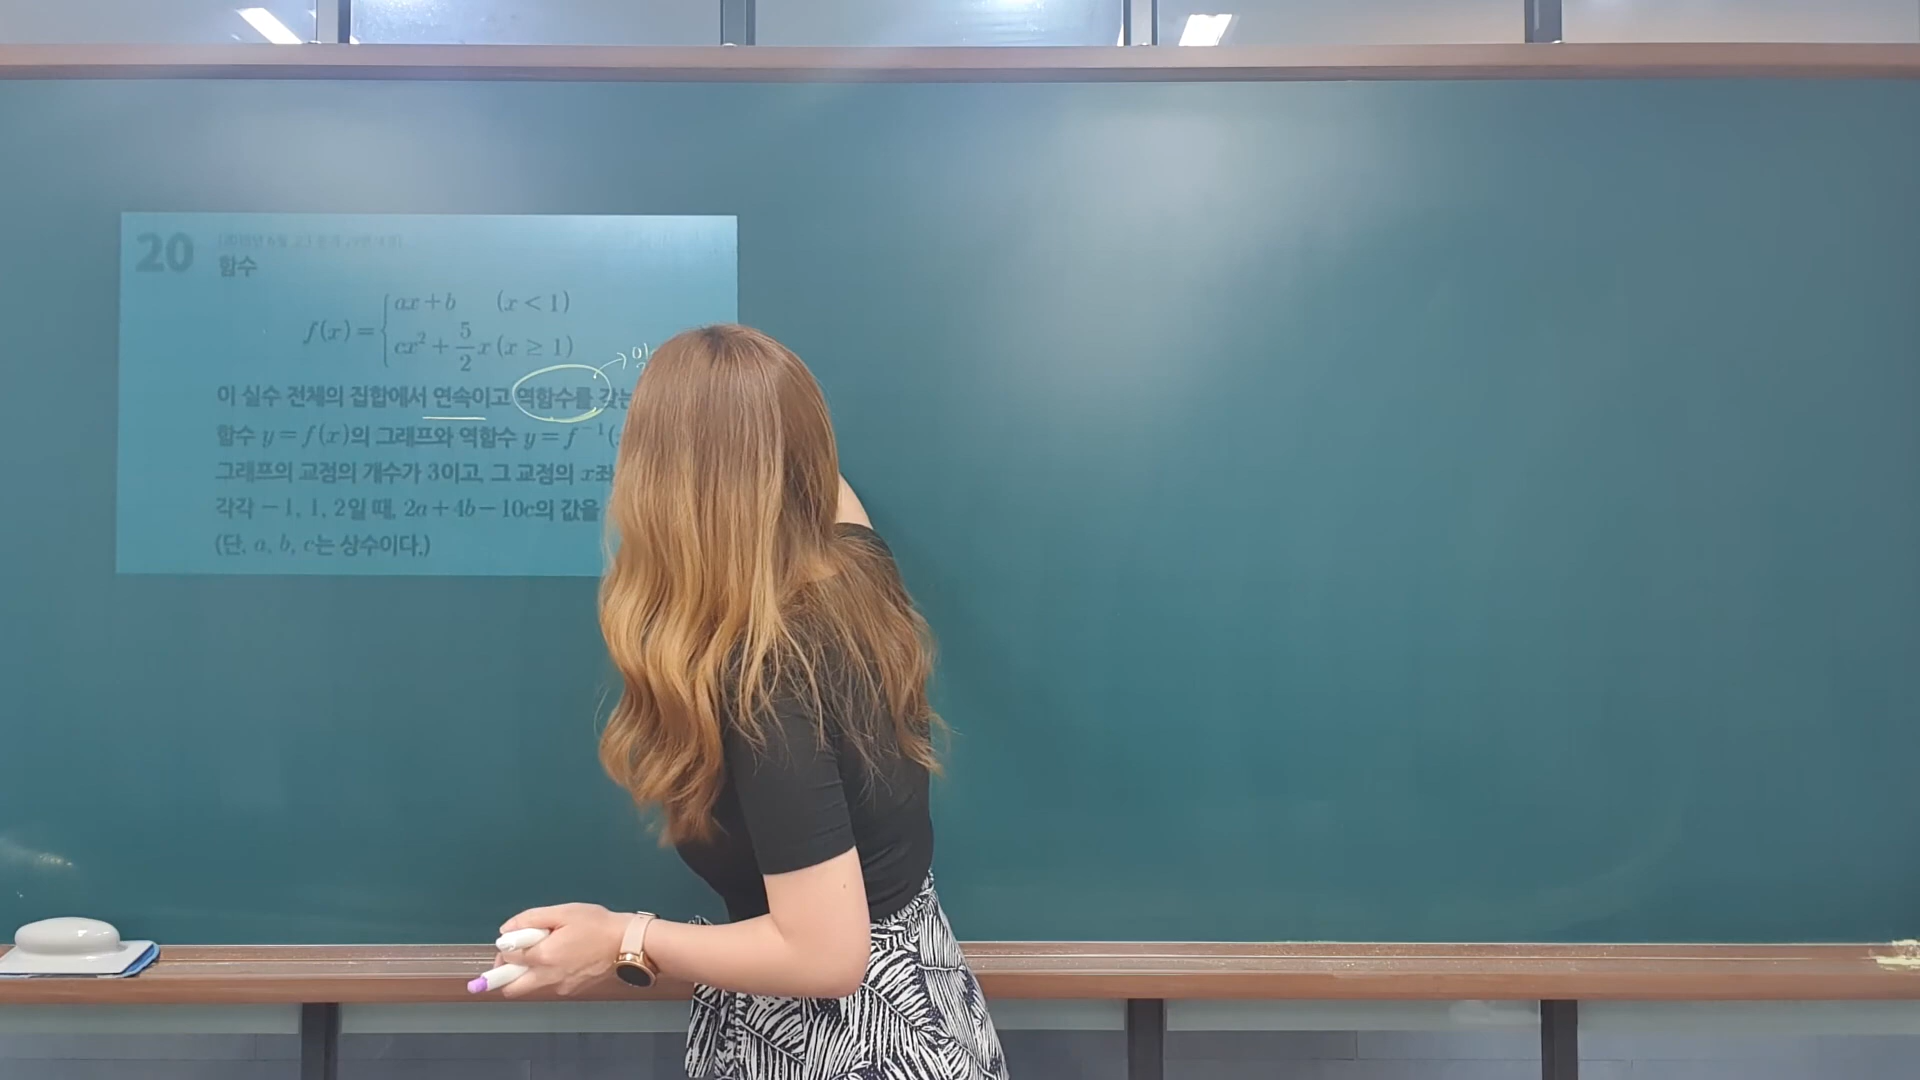 20
함수
f(x) = { ax+b (x < 1)
cx² + 5/2 x (x ≥ 1)
이 실수 전체의 집합에서 연속이고 역함수를 갖는
함수 y = f(x)의 그래프와 역함수 y = f⁻¹(
그래프의 교점의 개수가 3이고, 그 교점의 x좌
각각 −1, 1, 2일 때, 2a+4b−10c의 값을
(단, a, b, c는 상수이다.)